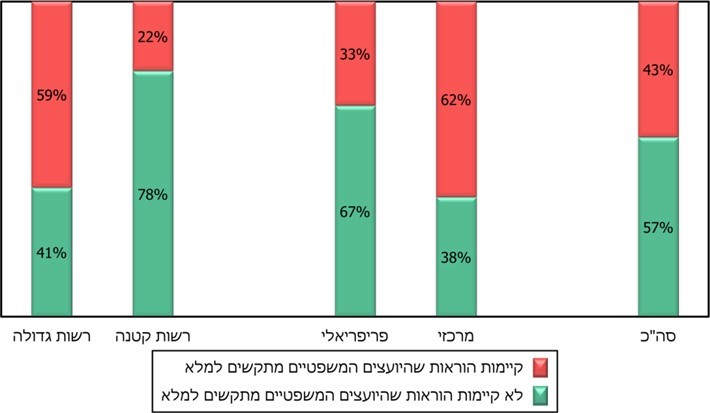 22%
33%
43%
59%
62%
78%
67%
57%
41%
38%
סה"כ
מרכזי
פריפריאלי
רשות קטנה
רשות גדולה
קיימות הוראות שהיועצים המשפטיים מתקשים למלא
לא קיימות הוראות שהיועצים המשפטיים מתקשים למלא